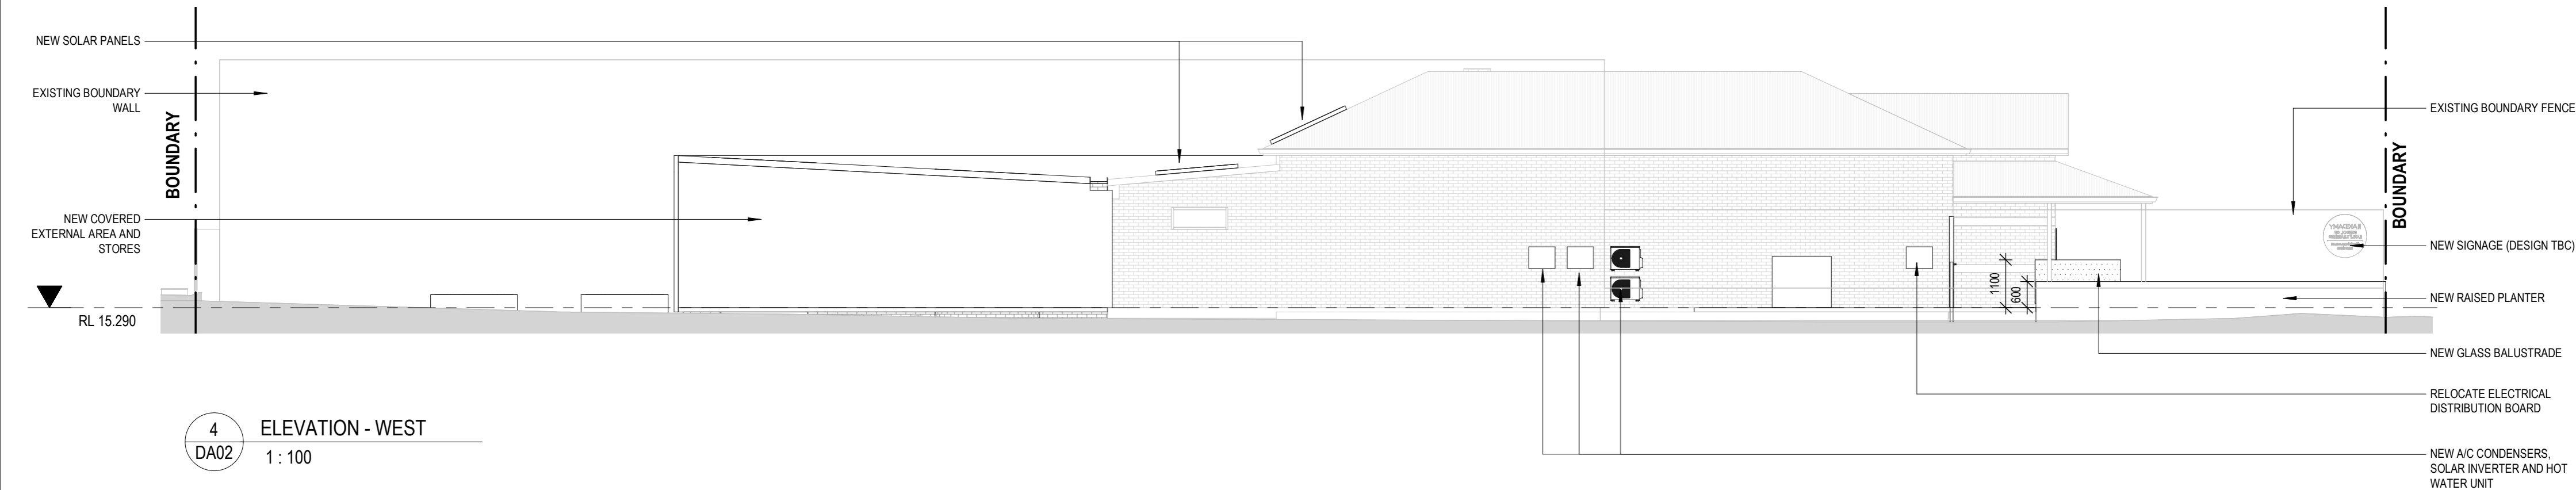 NEW SOLAR PANELS
EXISTING BOUNDARY
WALL
BOUNDARY
NEW COVERED
EXTERNAL AREA AND
STORES
RL 15.290
4
DA02
ELEVATION - WEST
1 : 100
1100
600
BOUNDARY
EXISTING BOUNDARY FENCE
NEW SIGNAGE (DESIGN TBC)
NEW RAISED PLANTER
NEW GLASS BALUSTRADE
RELOCATE ELECTRICAL
DISTRIBUTION BOARD
NEW A/C CONDENSERS,
SOLAR INVERTER AND HOT
WATER UNIT